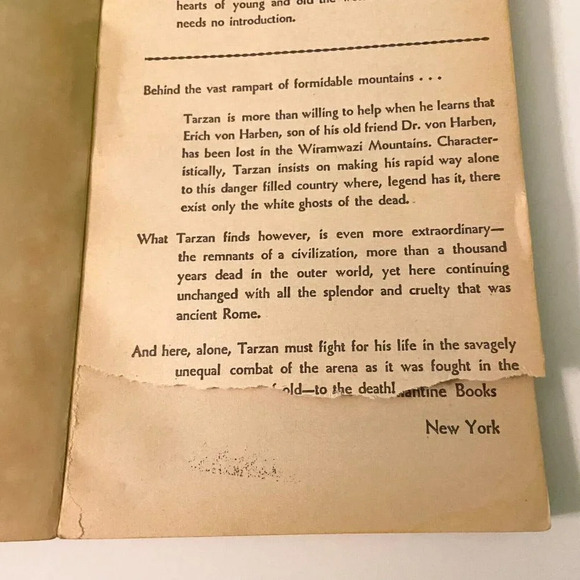 hearts of young and old the
needs no introduction.
Behind the vast rampart of formidable mountains . . .
Tarzan is more than willing to help when he learns that
Erich von Harben, son of his old friend Dr. von Harben,
has been lost in the Wiramwazi Mountains. Character-
istically, Tarzan insists on making his rapid way alone
to this danger filled country where, legend has it, there
exist only the white ghosts of the dead.
What Tarzan finds however, is even more extraordinary—
the remnants of a civilization, more than a thousand
years dead in the outer world, yet here continuing
unchanged with all the splendor and cruelty that was
ancient Rome.
And here, alone, Tarzan must fight for his life in the savagely
unequal combat of the arena as it was fought in the
old—to the death!
Books
New York